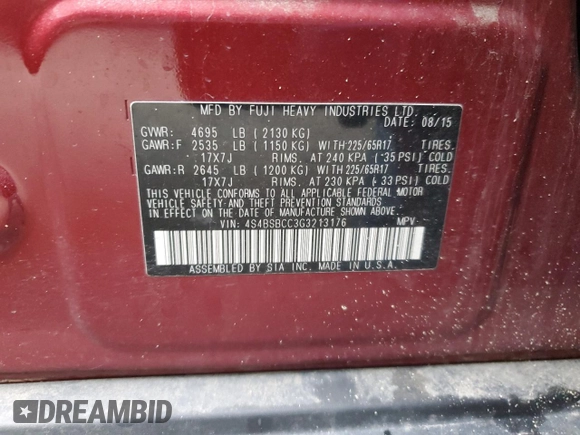 MFD BY FUJI HEAVY INDUSTRIES LTD.
DATE: 08/15
GVWR: 4695 LB ( 2130 KG)
GAWR:F 2535 LB ( 1150 KG) WITH 225/65R17 TIRES.
17X7J RIMS. AT 240 KPA ( 35 PSI) COLD
GAWR:R 2645 LB ( 1200 KG) WITH 225/65R17 TIRES.
17X7J RIMS. AT 230 KPA ( 33 PSI) COLD
THIS VEHICLE CONFORMS TO ALL APPLICABLE FEDERAL MOTOR
VEHICLE SAFETY AND THEFT PREVENTION STANDARDS IN EFFECT
ON THE DATE OF MANUFACTURE SHOWN ABOVE.
VIN: 4S4BSBCC3G3213176 MPV
ASSEMBLED BY SIA INC. MADE IN U.S.A.
DREAMBID